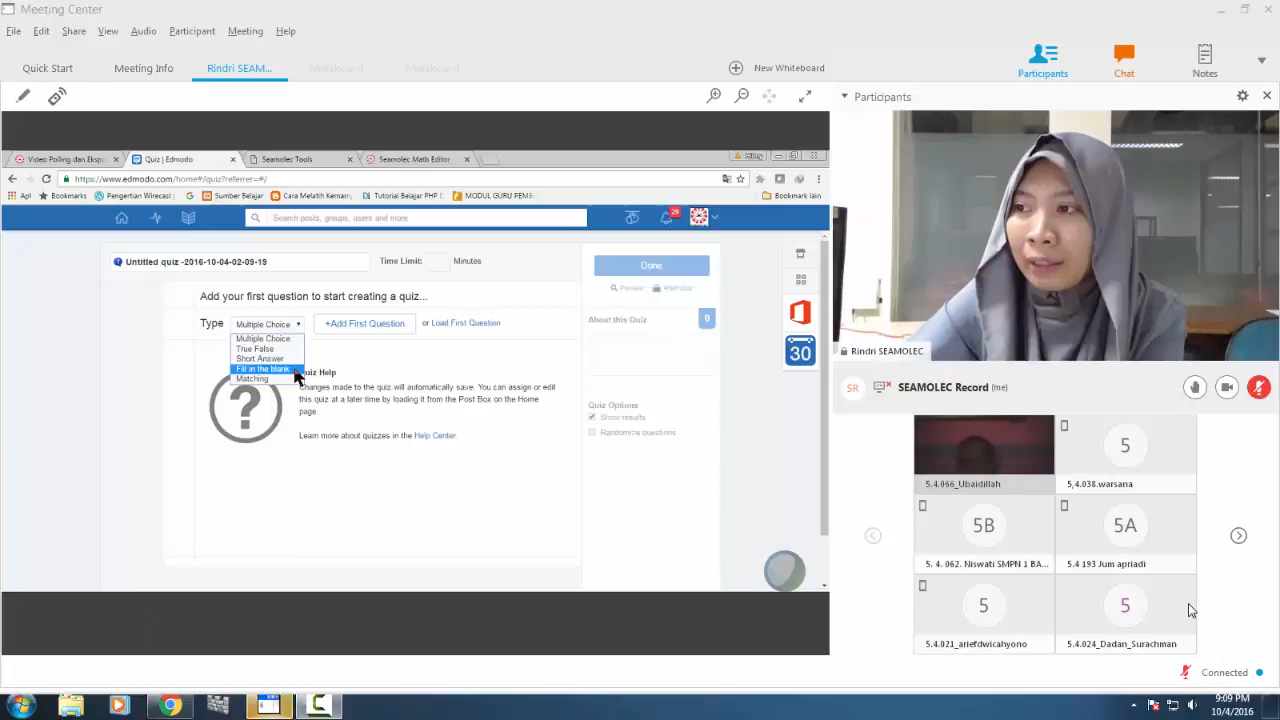 Meeting Center
File Edit Share View Audio Participant Meeting Help
Quick Start Meeting Info Rindri SEAM... Whiteboard Whiteboard New Whiteboard
Participants Chat Notes
Participants
Video Polling dan Ekspo Quiz | Edmodo Seamolec Tools Seamolec Math Editor
https://www.edmodo.com/home#/quiz?referrer=#/
Apl Bookmarks Pengertian Wirecast Sumber Belajar Cara Melatih Keman Tutorial Belajar PHP D MODUL GURU PEMB Bookmark lain
Search posts, groups, users and more
29
Untitled quiz -2016-10-04-02-09-19 Time Limit: Minutes
Done
Preview Print Quiz
Add your first question to start creating a quiz...
Type Multiple Choice +Add First Question or Load First Question
About this Quiz 0
Multiple Choice
True False
Short Answer
Fill in the blank
Matching
Quiz Help
Changes made to the quiz will automatically save. You can assign or edit
this quiz at a later time by loading it from the Post Box on the Home
page.
Learn more about quizzes in the Help Center.
Quiz Options
Show results
Randomize questions
30
Rindri SEAMOLEC
SR SEAMOLEC Record (me)
5
5.4.066_Ubaidillah 5,4.038.warsana
5B 5A
5. 4. 062. Niswati SMPN 1 BA... 5.4 193 Jum apriadi
5 5
5.4.021_ariefdwicahyono 5.4.024_Dadan_Surachman
Connected
9:09 PM
10/4/2016